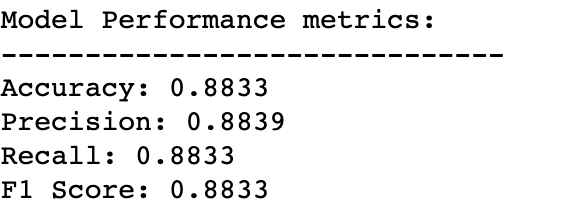 Model Performance metrics:
------------------------------
Accuracy: 0.8833
Precision: 0.8839
Recall: 0.8833
F1 Score: 0.8833